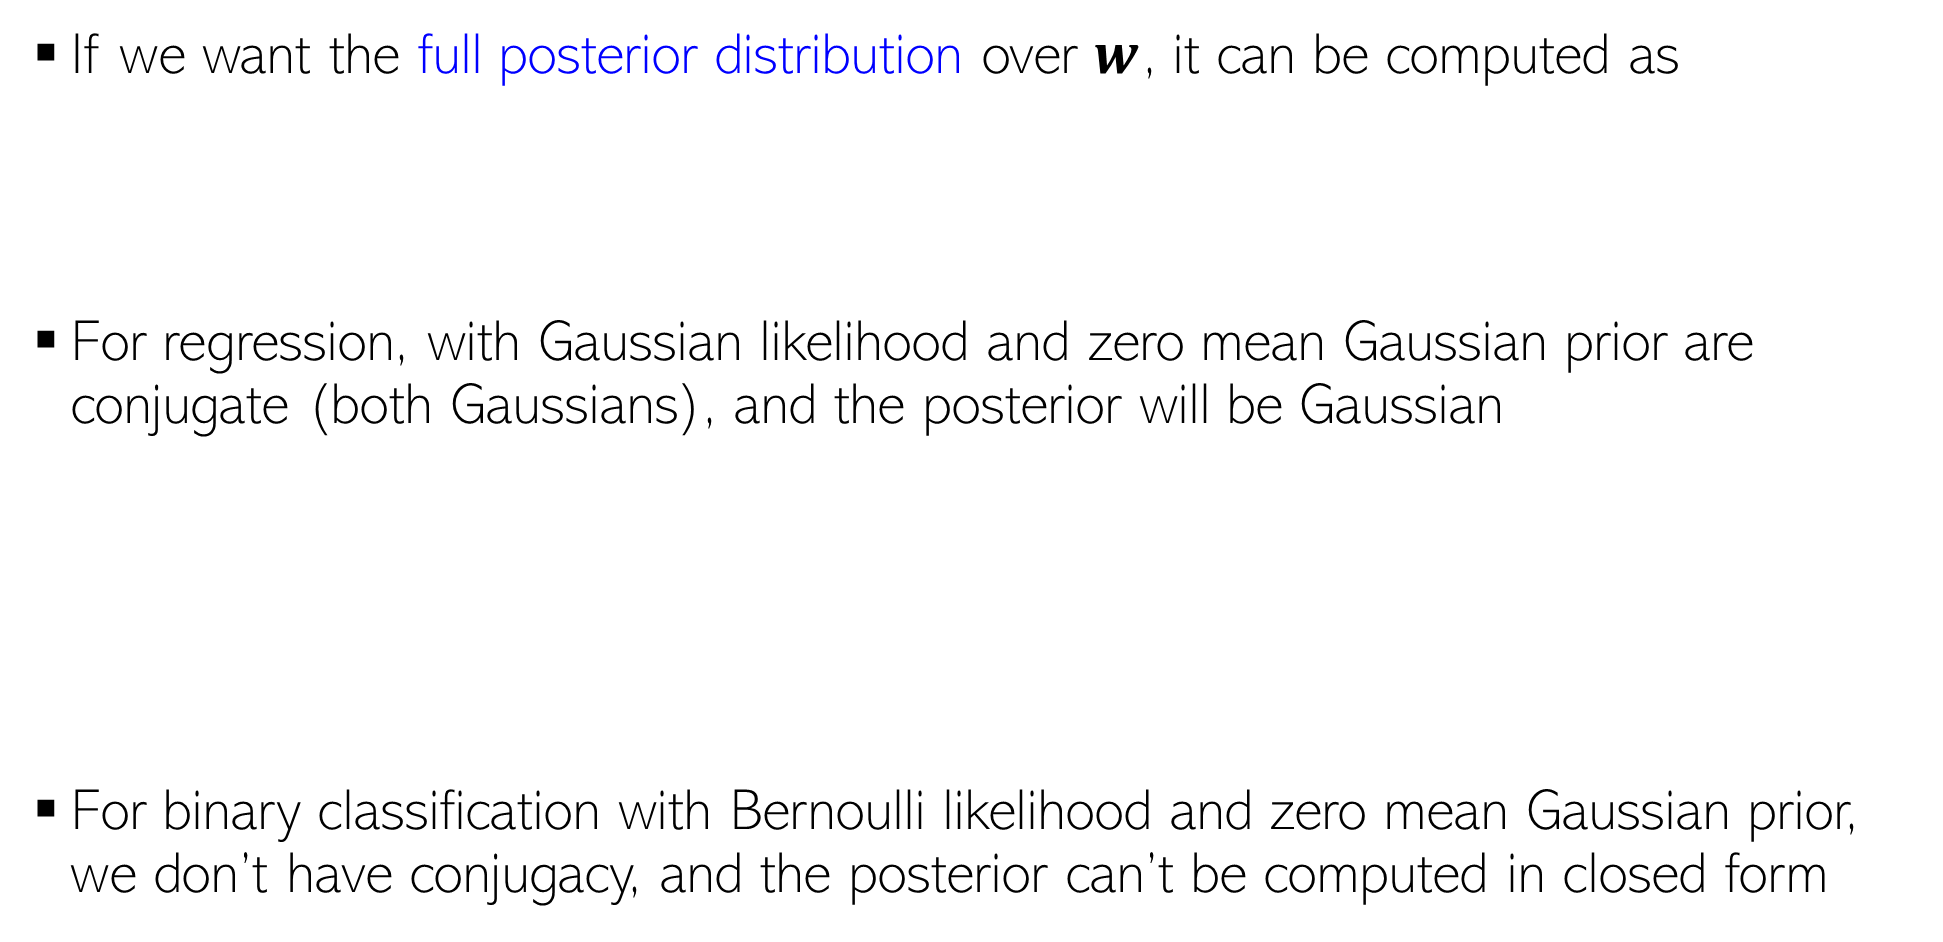 ▪ If we want the full posterior distribution over w, it can be computed as
▪ For regression, with Gaussian likelihood and zero mean Gaussian prior are
conjugate (both Gaussians), and the posterior will be Gaussian
▪ For binary classification with Bernoulli likelihood and zero mean Gaussian prior,
we don't have conjugacy, and the posterior can't be computed in closed form